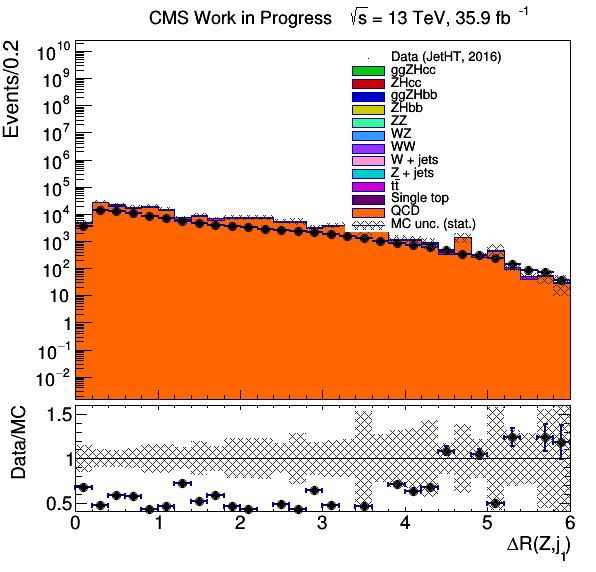 CMS Work in Progress √s = 13 TeV, 35.9 fb⁻¹
Events/0.2
10¹⁰
10⁹
10⁸
10⁷
10⁶
10⁵
10⁴
10³
10²
10
1
10⁻¹
10⁻²
Data (JetHT, 2016)
ggZHcc
ZHcc
ggZHbb
ZHbb
ZZ
WZ
WW
W + jets
Z + jets
tt̄
Single top
QCD
MC unc. (stat.)
Data/MC
1.5
1
0.5
0 1 2 3 4 5 6
ΔR(Z,j₁)